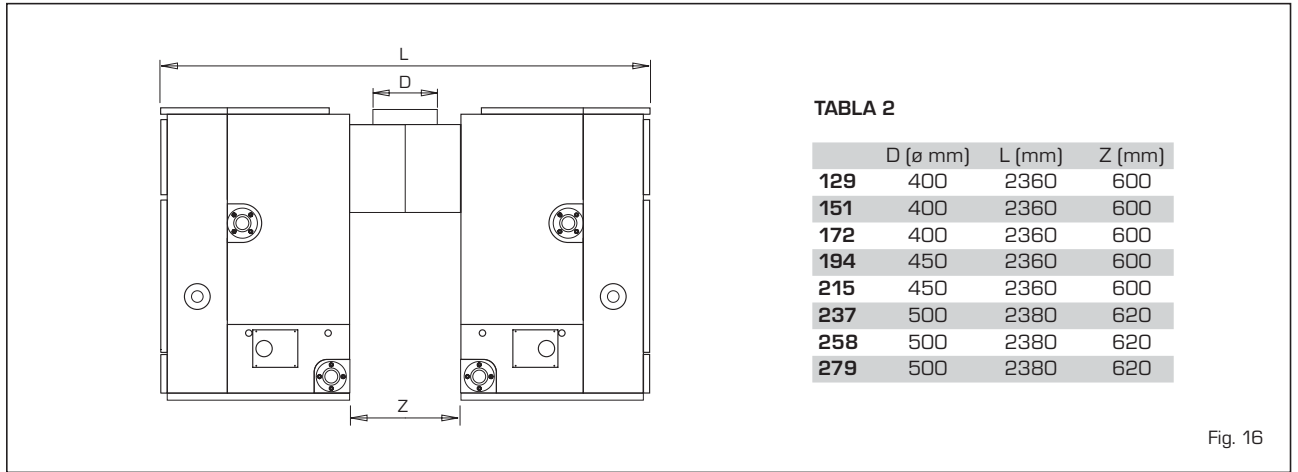 L
D
Z
TABLA 2
D (ø mm) L (mm) Z (mm)
129 400 2360 600
151 400 2360 600
172 400 2360 600
194 450 2360 600
215 450 2360 600
237 500 2380 620
258 500 2380 620
279 500 2380 620
Fig. 16